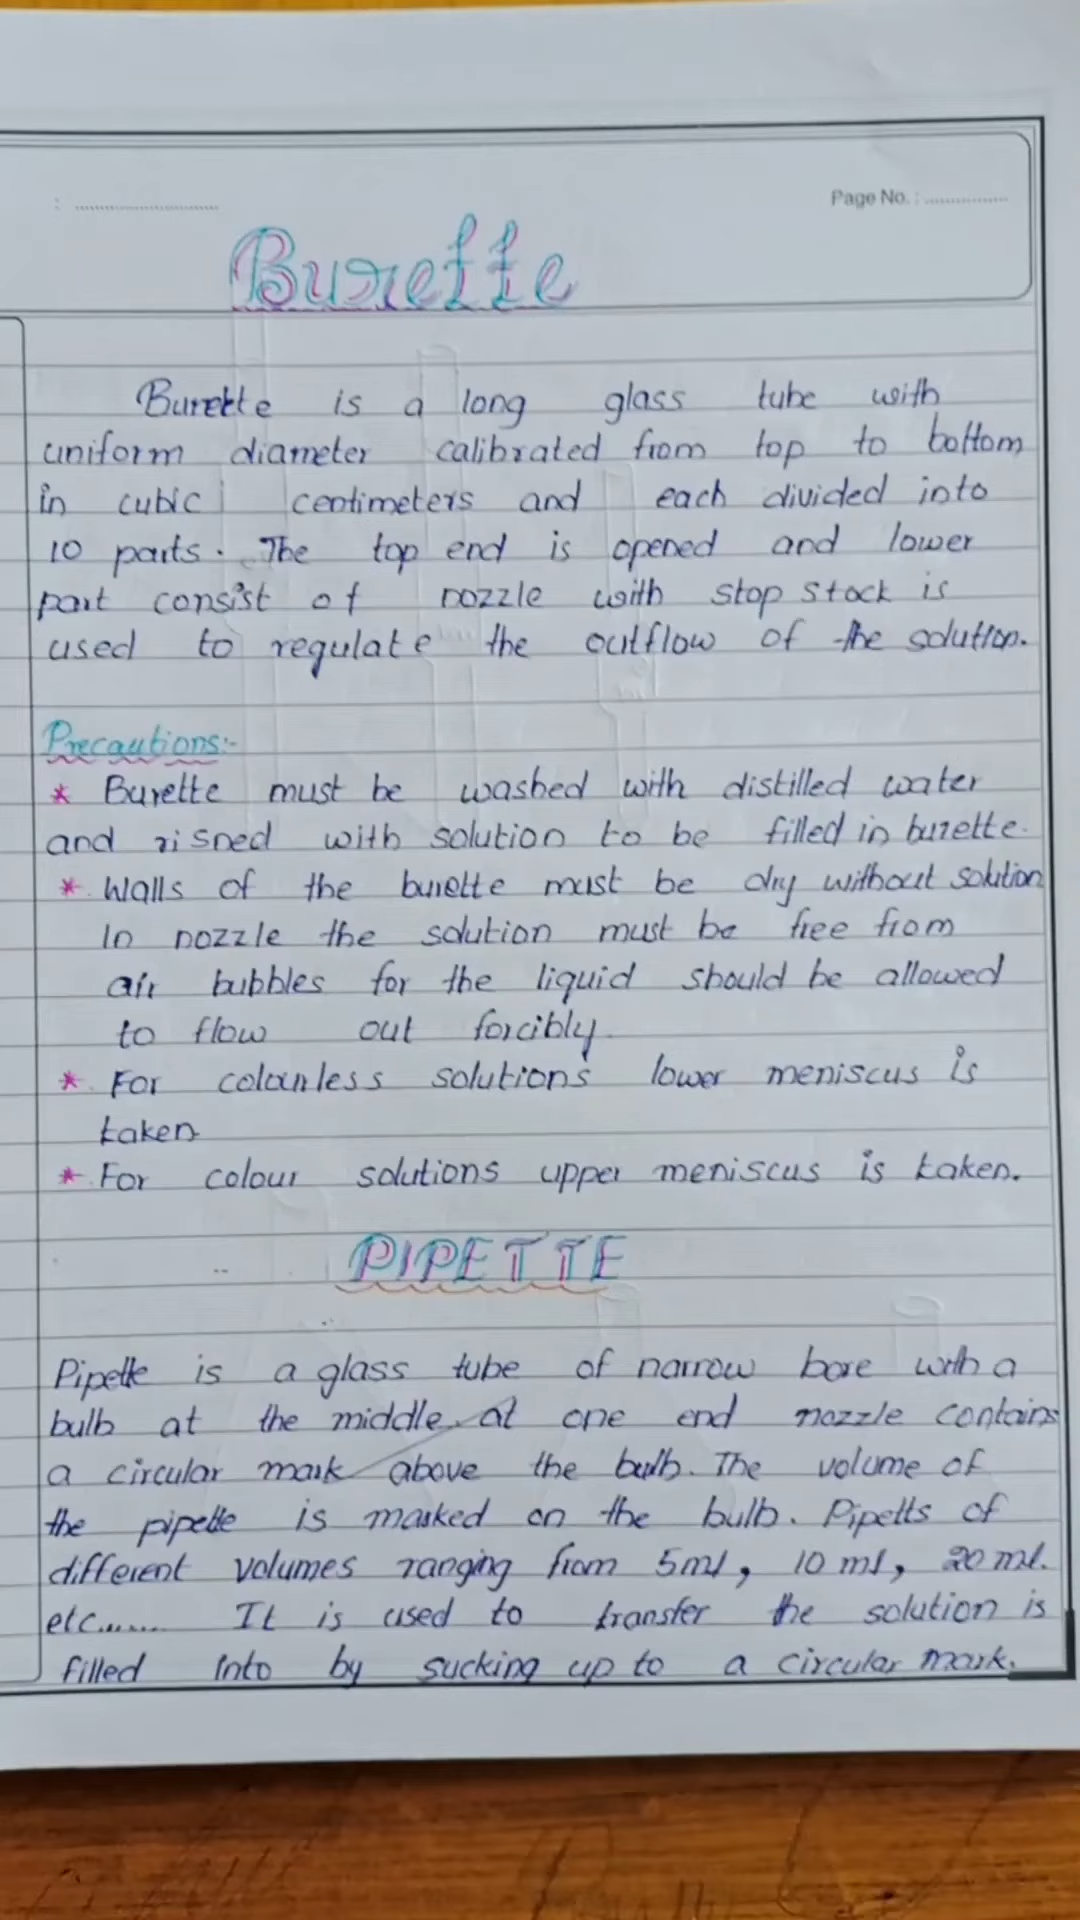 Page No. :
Burette
Burette is a long glass tube with
uniform diameter calibrated from top to bottom
in cubic centimeters and each divided into
10 parts. The top end is opened and lower
part consist of nozzle with stop stock is
used to regulate the outflow of the solution.
Precautions:-
* Burette must be washed with distilled water
and risned with solution to be filled in burette.
* Walls of the burette must be dry without solution
In nozzle the solution must be free from
air bubbles for the liquid should be allowed
to flow out forcibly.
* For colourless solutions lower meniscus is
taken
* For colour solutions upper meniscus is taken.
PIPETTE
Pipette is a glass tube of narrow bore with a
bulb at the middle. at one end nozzle contains
a circular mark above the bulb. The volume of
the pipette is marked on the bulb. Pipetts of
different volumes ranging from 5ml, 10 ml, 20 ml.
etc...... It is used to transfer the solution is
filled into by sucking up to a circular mark.